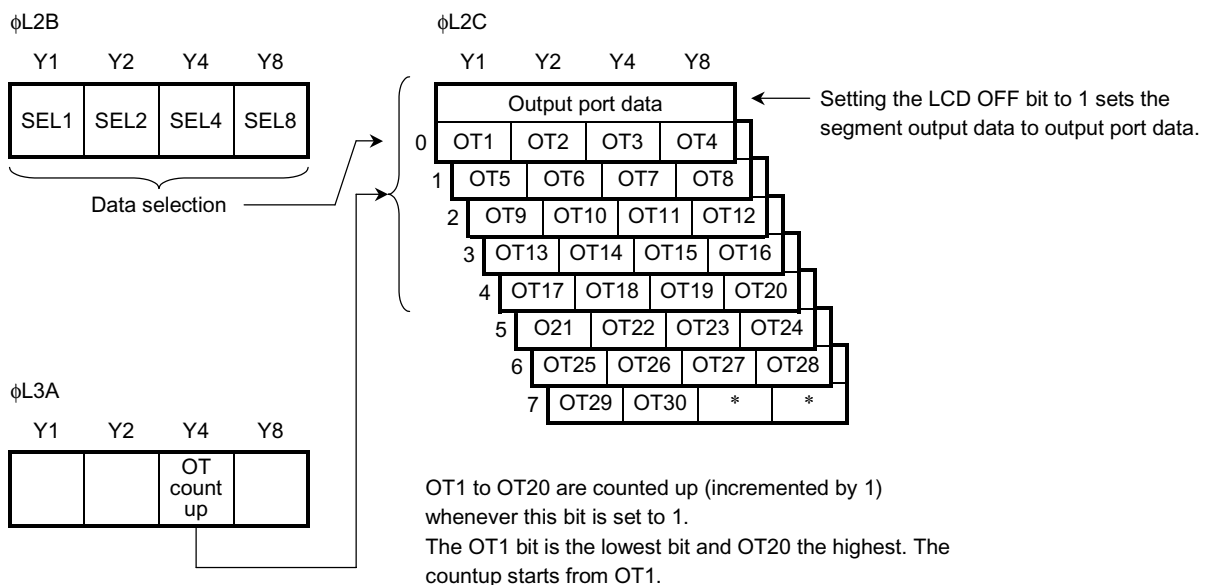 ϕL2B
Y1 Y2 Y4 Y8
SEL1 SEL2 SEL4 SEL8
Data selection
ϕL2C
Y1 Y2 Y4 Y8
Output port data
0 OT1 OT2 OT3 OT4
1 OT5 OT6 OT7 OT8
2 OT9 OT10 OT11 OT12
3 OT13 OT14 OT15 OT16
4 OT17 OT18 OT19 OT20
5 O21 OT22 OT23 OT24
6 OT25 OT26 OT27 OT28
7 OT29 OT30 * *
Setting the LCD OFF bit to 1 sets the
segment output data to output port data.
ϕL3A
Y1 Y2 Y4 Y8
OT
count
up
OT1 to OT20 are counted up (incremented by 1)
whenever this bit is set to 1.
The OT1 bit is the lowest bit and OT20 the highest. The
countup starts from OT1.